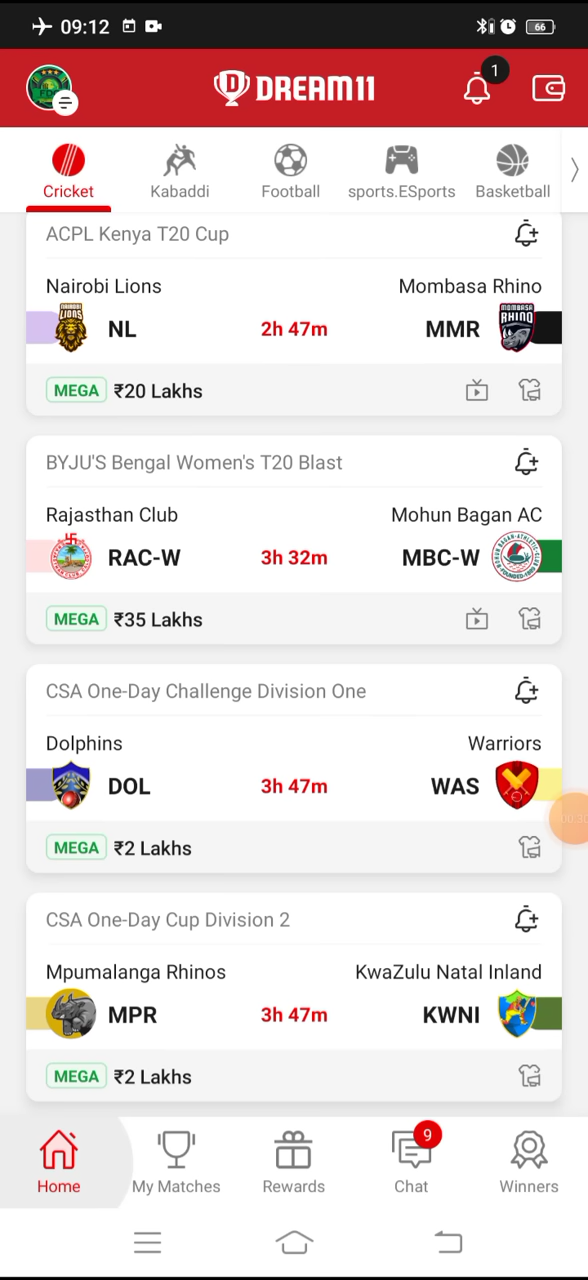 09:12
66
DREAM11
1
Cricket
Kabaddi
Football
sports.ESports
Basketball
ACPL Kenya T20 Cup
Nairobi Lions
Mombasa Rhino
NL
2h 47m
MMR
MEGA ₹20 Lakhs
BYJU'S Bengal Women's T20 Blast
Rajasthan Club
Mohun Bagan AC
RAC-W
3h 32m
MBC-W
MEGA ₹35 Lakhs
CSA One-Day Challenge Division One
Dolphins
Warriors
DOL
3h 47m
WAS
MEGA ₹2 Lakhs
CSA One-Day Cup Division 2
Mpumalanga Rhinos
KwaZulu Natal Inland
MPR
3h 47m
KWNI
MEGA ₹2 Lakhs
Home
My Matches
Rewards
9
Chat
Winners